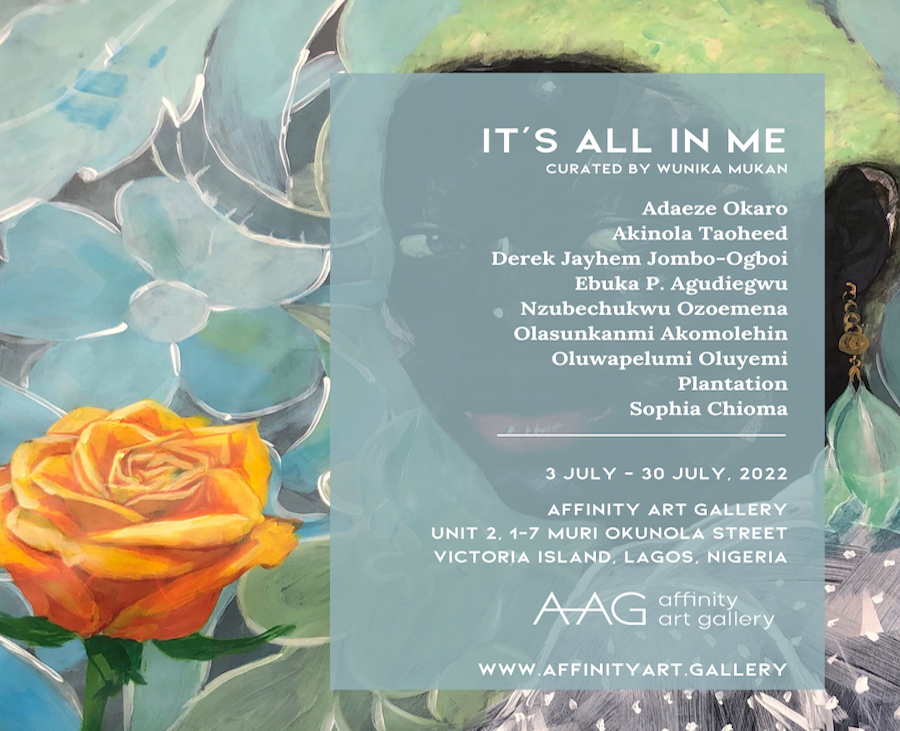 IT'S ALL IN ME
CURATED BY WUNIKA MUKAN
Adaeze Okaro
Akinola Taoheed
Derek Jayhem Jombo-Ogboi
Ebuka P. Agudiegwu
Nzubechukwu Ozoemena
Olasunkanmi Akomolehin
Oluwapelumi Oluyemi
Plantation
Sophia Chioma
3 JULY - 30 JULY, 2022
AFFINITY ART GALLERY
UNIT 2, 1-7 MURI OKUNOLA STREET
VICTORIA ISLAND, LAGOS, NIGERIA
AAG affinity
art gallery
WWW.AFFINITYART.GALLERY